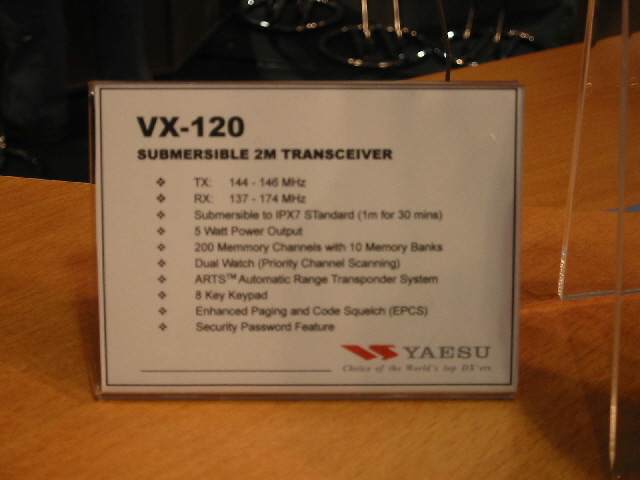 VX-120
SUBMERSIBLE 2M TRANSCEIVER
❖ TX: 144 - 146 MHz
❖ RX: 137 - 174 MHz
❖ Submersible to IPX7 STandard (1m for 30 mins)
❖ 5 Watt Power Output
❖ 200 Memmory Channels with 10 Memory Banks
❖ Dual Watch (Priority Channel Scanning)
❖ ARTS™ Automatic Range Transponder System
❖ 8 Key Keypad
❖ Enhanced Paging and Code Squelch (EPCS)
❖ Security Password Feature
YAESU
Choice of the World's top DX'ers